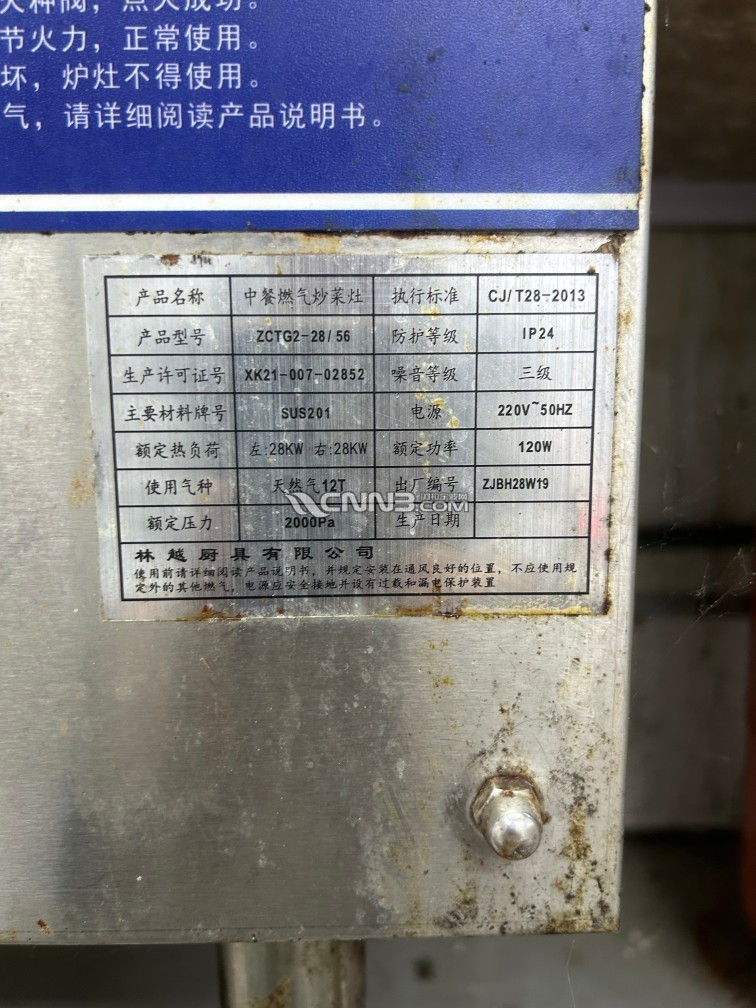 火种阀，点火成功。
节火力，正常使用。
坏，炉灶不得使用。
气，请详细阅读产品说明书。
产品名称 中餐燃气炒菜灶 执行标准 CJ/T28-2013
产品型号 ZCTG2-28/56 防护等级 IP24
生产许可证号 XK21-007-02852 噪音等级 三级
主要材料牌号 SUS201 电源 220V~50HZ
额定热负荷 左:28KW 右:28KW 额定功率 120W
使用气种 天然气12T 出厂编号 ZJBH28W19
额定压力 2000Pa 生产日期
林越厨具有限公司
使用前请详细阅读产品说明书，并规定安装在通风良好的位置，不应使用规
定外的其他燃气，电源应安全接地并设有过载和漏电保护装置
CNNB.com